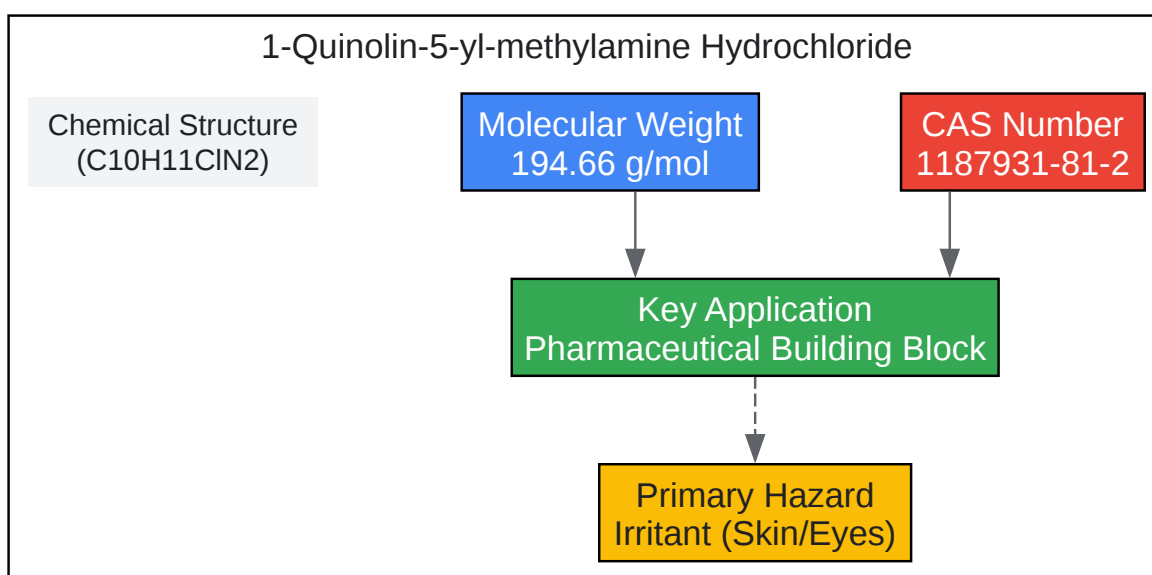 1-Quinolin-5-yl-methylamine Hydrochloride
Chemical Structure
(C10H11ClN2)
Molecular Weight
194.66 g/mol
CAS Number
1187931-81-2
Key Application
Pharmaceutical Building Block
Primary Hazard
Irritant (Skin/Eyes)